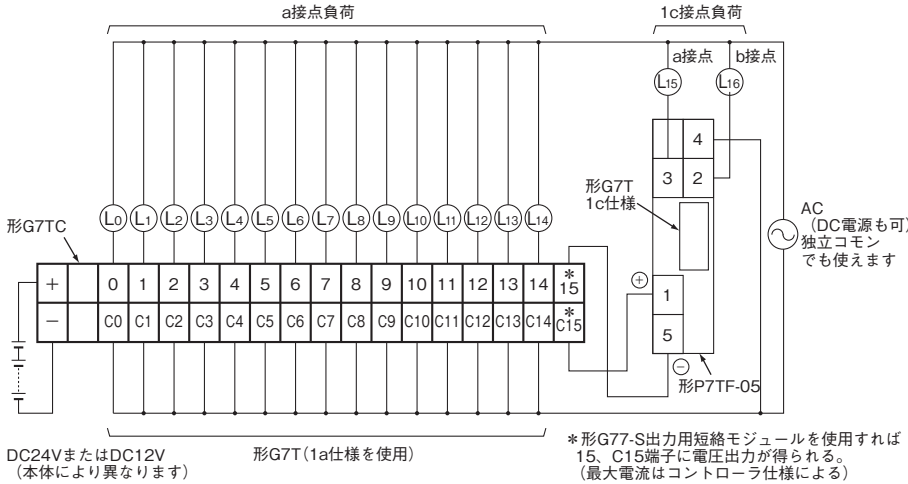 a接点負荷
1c接点負荷
a接点
b接点
L15
L16
4
3 2
形G7T
1c仕様
AC
(DC電源も可)
独立コモン
でも使えます
L0 L1 L2 L3 L4 L5 L6 L7 L8 L9 L10 L11 L12 L13 L14
形G7TC
+ 0 1 2 3 4 5 6 7 8 9 10 11 12 13 14 *15
− C0 C1 C2 C3 C4 C5 C6 C7 C8 C9 C10 C11 C12 C13 C14 *C15
+
1
5
−
形P7TF-05
DC24VまたはDC12V
(本体により異なります)
形G7T(1a仕様を使用)
*形G77-S出力用短絡モジュールを使用すれば
15、C15端子に電圧出力が得られる。
(最大電流はコントローラ仕様による)